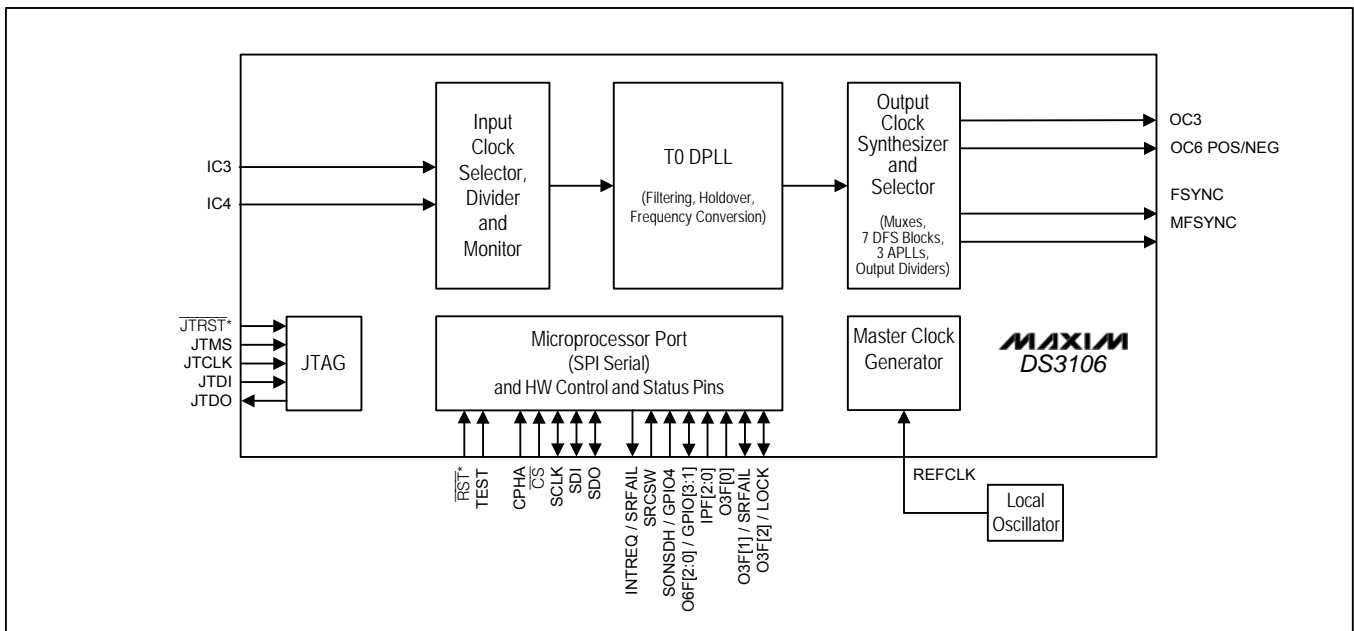 Input
Clock
Selector,
Divider
and
Monitor
T0 DPLL
(Filtering, Holdover,
Frequency Conversion)
Output
Clock
Synthesizer
and
Selector
(Muxes,
7 DFS Blocks,
3 APLLs,
Output Dividers)
IC3
IC4
OC3
OC6 POS/NEG
FSYNC
MFSYNC
JTRST*
JTMS
JTCLK
JTDI
JTDO
JTAG
Microprocessor Port
(SPI Serial)
and HW Control and Status Pins
Master Clock
Generator
MAXIM
DS3106
RST*
TEST
CPHA
CS
SCLK
SDI
SDO
INTREQ / SRFAIL
SRCSW
SONSDH / GPIO4
O6F[2:0] / GPIO[3:1]
IPF[2:0]
O3F[0]
O3F[1] / SRFAIL
O3F[2] / LOCK
REFCLK
Local
Oscillator